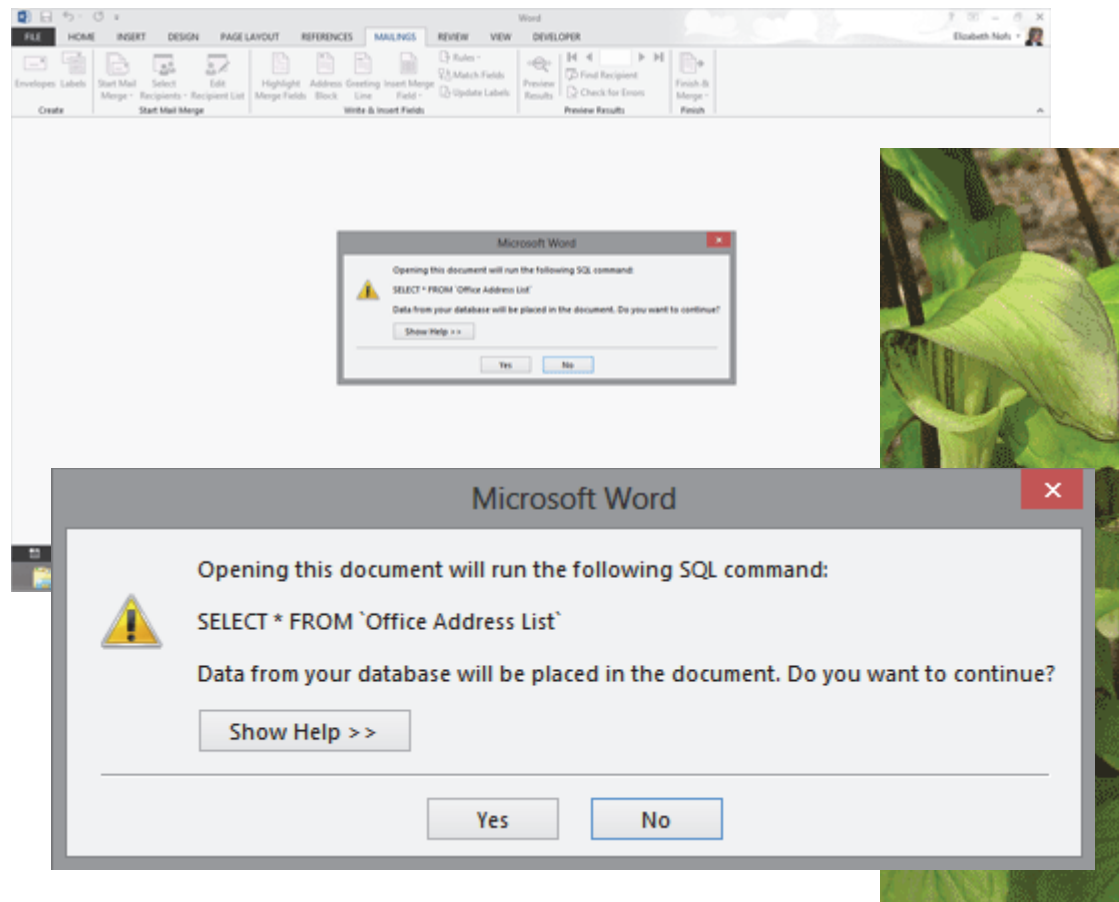 Word
FILE HOME INSERT DESIGN PAGE LAYOUT REFERENCES MAILINGS REVIEW VIEW DEVELOPER Elizabeth Nofs
Envelopes Labels Start Mail Merge Select Recipients Edit Recipient List Highlight Merge Fields Address Block Greeting Line Insert Merge Field Rules Match Fields Update Labels Preview Results Find Recipient Check for Errors Finish & Merge
Create Start Mail Merge Write & Insert Fields Preview Results Finish
Microsoft Word
Opening this document will run the following SQL command:
SELECT * FROM `Office Address List`
Data from your database will be placed in the document. Do you want to continue?
Show Help >>
Yes No
Microsoft Word
Opening this document will run the following SQL command:
SELECT * FROM `Office Address List`
Data from your database will be placed in the document. Do you want to continue?
Show Help >>
Yes No